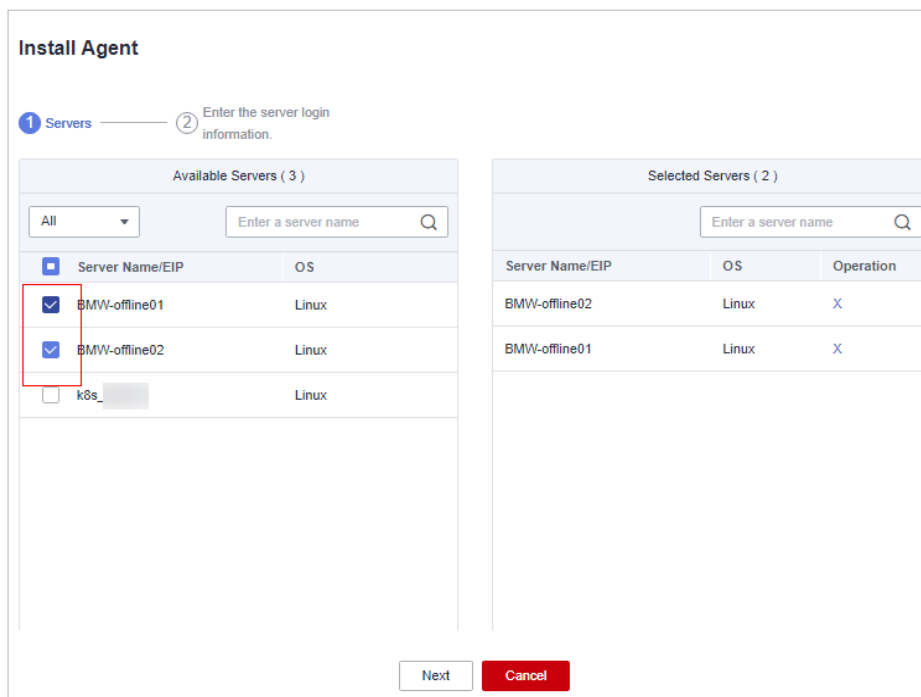 Install Agent
1 Servers
2 Enter the server login
information.
Available Servers ( 3 )
All
Enter a server name
Server Name/EIP OS
BMW-offline01 Linux
BMW-offline02 Linux
k8s_ Linux
Selected Servers ( 2 )
Enter a server name
Server Name/EIP OS Operation
BMW-offline02 Linux X
BMW-offline01 Linux X
Next Cancel